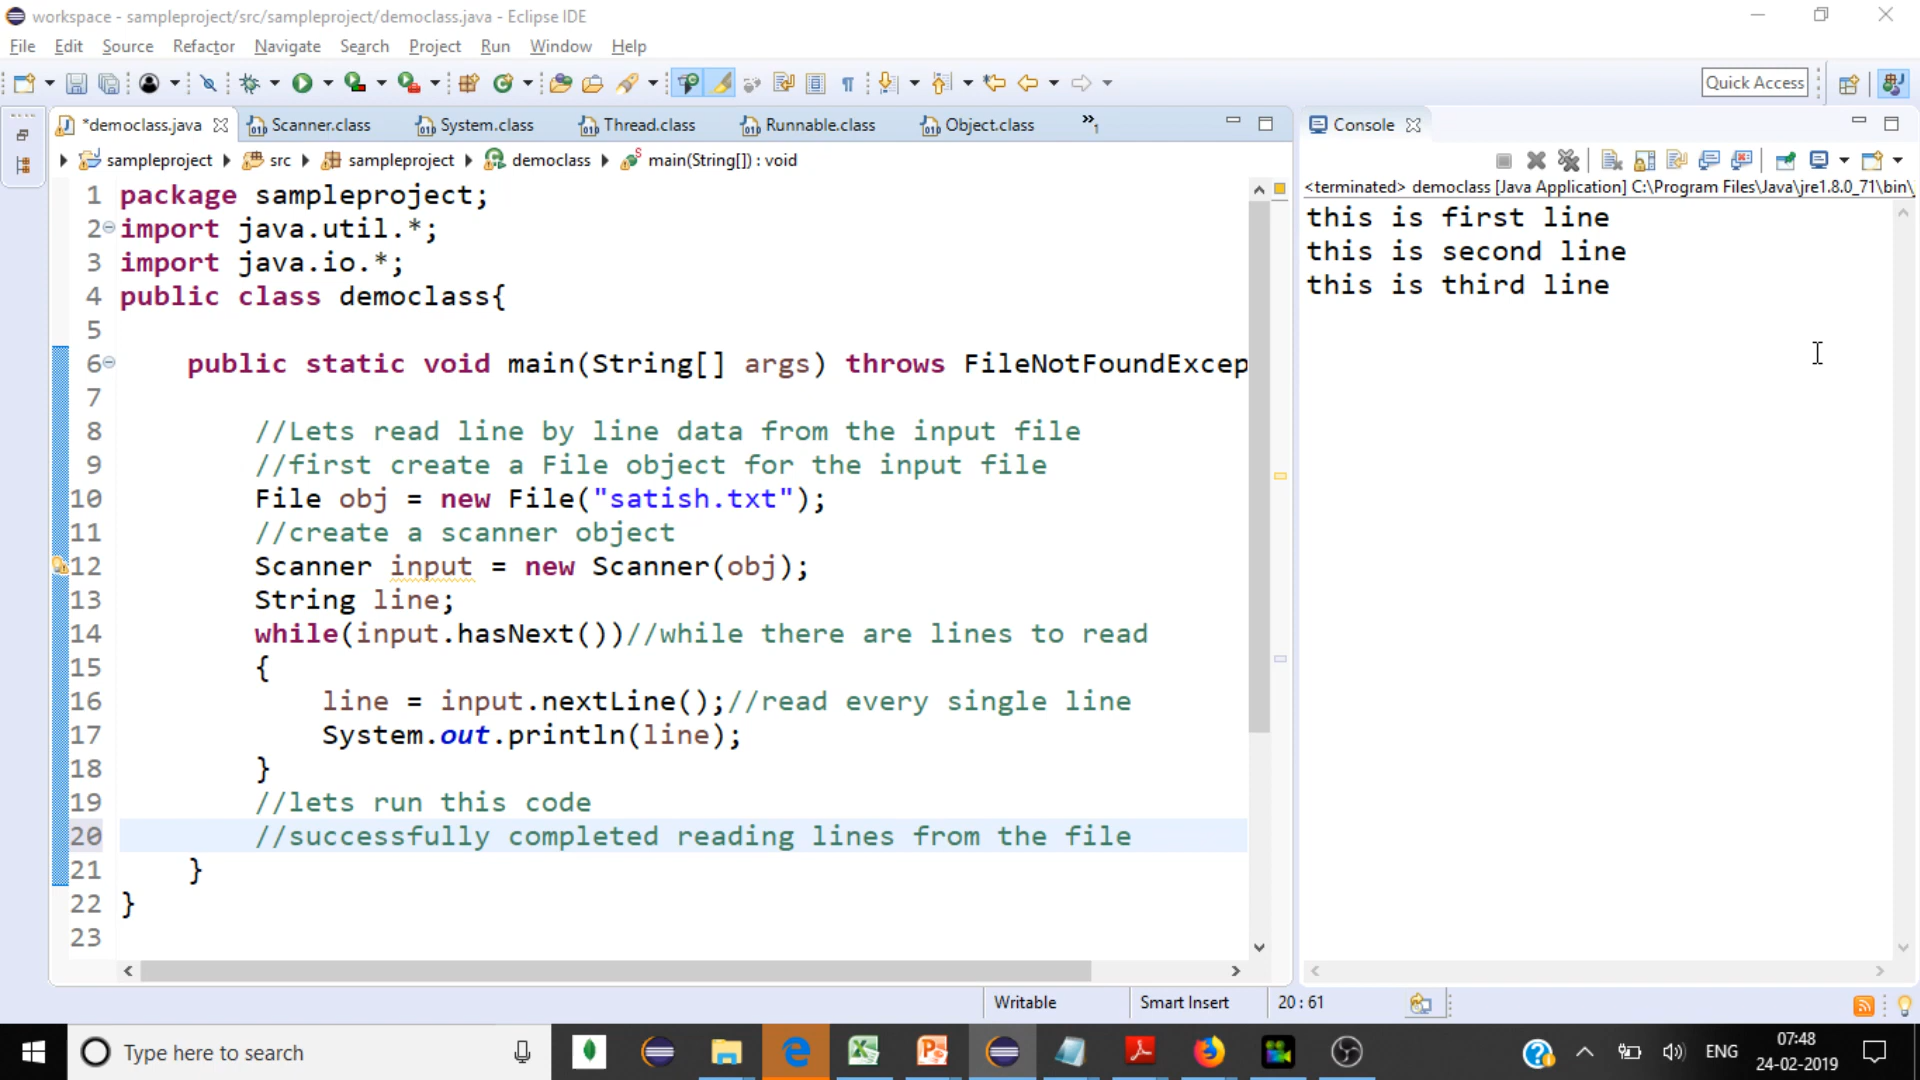 workspace - sampleproject/src/sampleproject/democlass.java - Eclipse IDE
File Edit Source Refactor Navigate Search Project Run Window Help
Quick Access
*democlass.java Scanner.class System.class Thread.class Runnable.class Object.class »1
sampleproject src sampleproject democlass main(String[]) : void
1 package sampleproject;
2 import java.util.*;
3 import java.io.*;
4 public class democlass{
5
6 public static void main(String[] args) throws FileNotFoundExcep
7
8 //Lets read line by line data from the input file
9 //first create a File object for the input file
10 File obj = new File("satish.txt");
11 //create a scanner object
12 Scanner input = new Scanner(obj);
13 String line;
14 while(input.hasNext())//while there are lines to read
15 {
16 line = input.nextLine();//read every single line
17 System.out.println(line);
18 }
19 //lets run this code
20 //successfully completed reading lines from the file
21 }
22 }
23
Console
<terminated> democlass [Java Application] C:\Program Files\Java\jre1.8.0_71\bin\
this is first line
this is second line
this is third line
Writable Smart Insert 20 : 61
Type here to search
ENG
07:48
24-02-2019